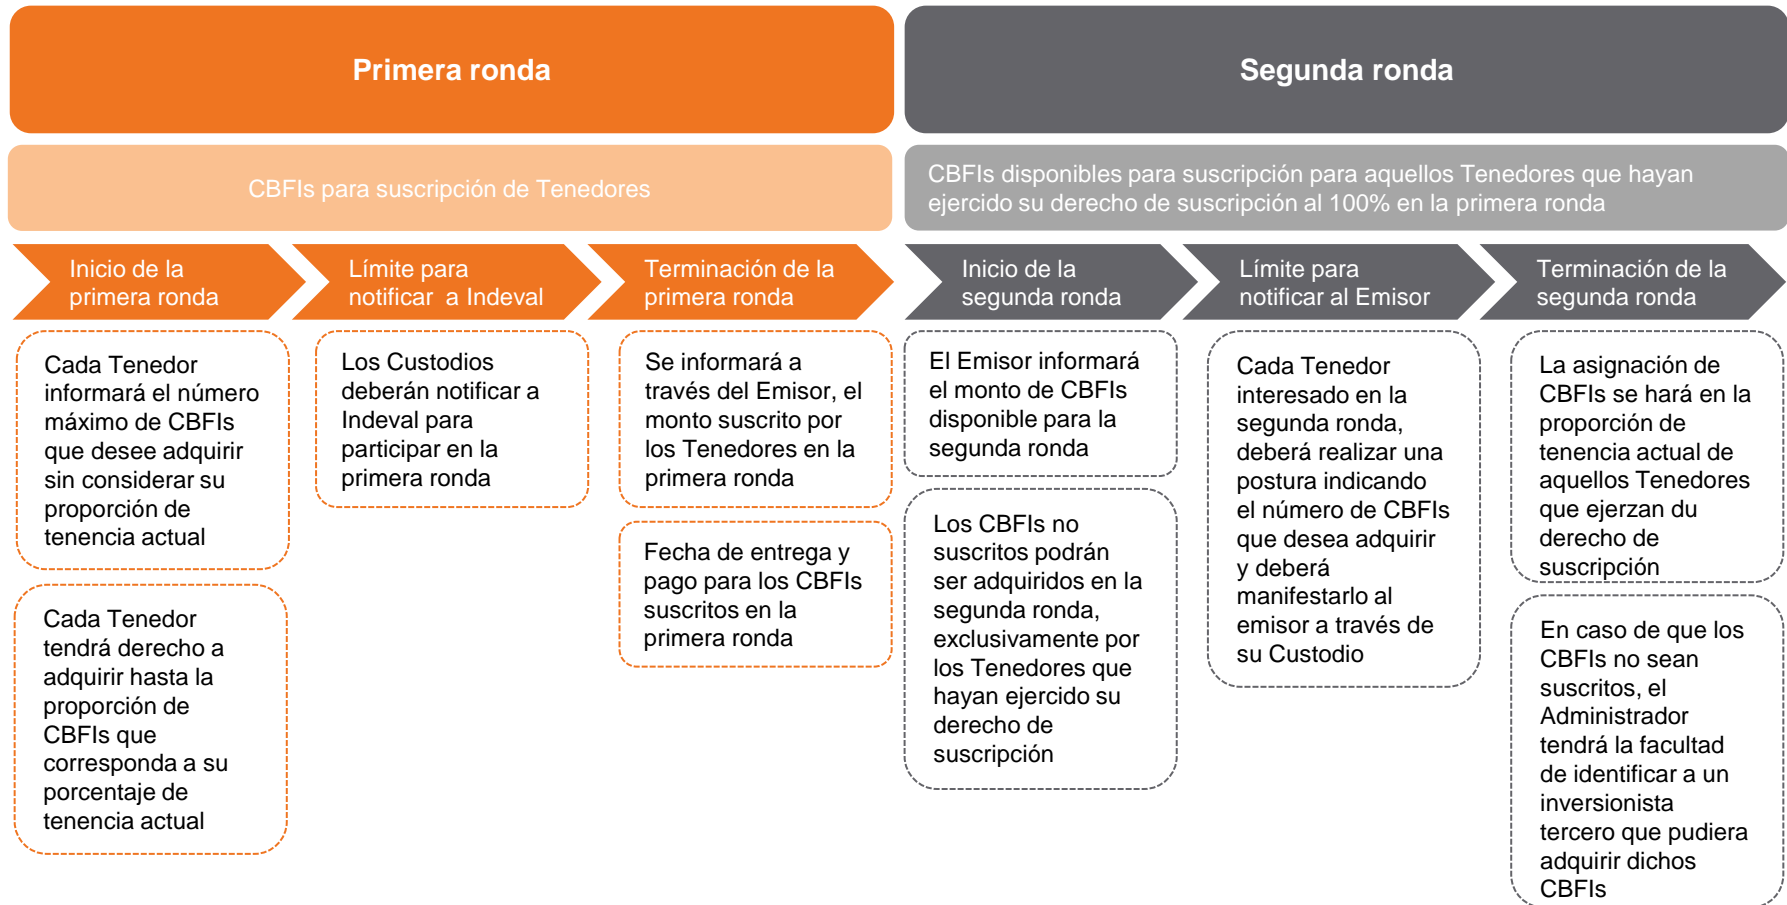 Primera ronda
CBFIs para suscripción de Tenedores
Inicio de la
primera ronda
Cada Tenedor
informará el número
máximo de CBFIs
que desee adquirir
sin considerar su
proporción de
tenencia actual
Cada Tenedor
tendrá derecho a
adquirir hasta la
proporción de
CBFIs que
corresponda a su
porcentaje de
tenencia actual
Límite para
notificar a Indeval
Los Custodios
deberán notificar a
Indeval para
participar en la
primera ronda
Terminación de la
primera ronda
Se informará a
través del Emisor, el
monto suscrito por
los Tenedores en la
primera ronda
Fecha de entrega y
pago para los CBFIs
suscritos en la
primera ronda
Segunda ronda
CBFIs disponibles para suscripción para aquellos Tenedores que hayan
ejercido su derecho de suscripción al 100% en la primera ronda
Inicio de la
segunda ronda
El Emisor informará
el monto de CBFIs
disponible para la
segunda ronda
Los CBFIs no
suscritos podrán
ser adquiridos en la
segunda ronda,
exclusivamente por
los Tenedores que
hayan ejercido su
derecho de
suscripción
Límite para
notificar al Emisor
Cada Tenedor
interesado en la
segunda ronda,
deberá realizar una
postura indicando
el número de CBFIs
que desea adquirir
y deberá
manifestarlo al
emisor a través de
su Custodio
Terminación de la
segunda ronda
La asignación de
CBFIs se hará en la
proporción de
tenencia actual de
aquellos Tenedores
que ejerzan du
derecho de
suscripción
En caso de que los
CBFIs no sean
suscritos, el
Administrador
tendrá la facultad
de identificar a un
inversionista
tercero que pudiera
adquirir dichos
CBFIs